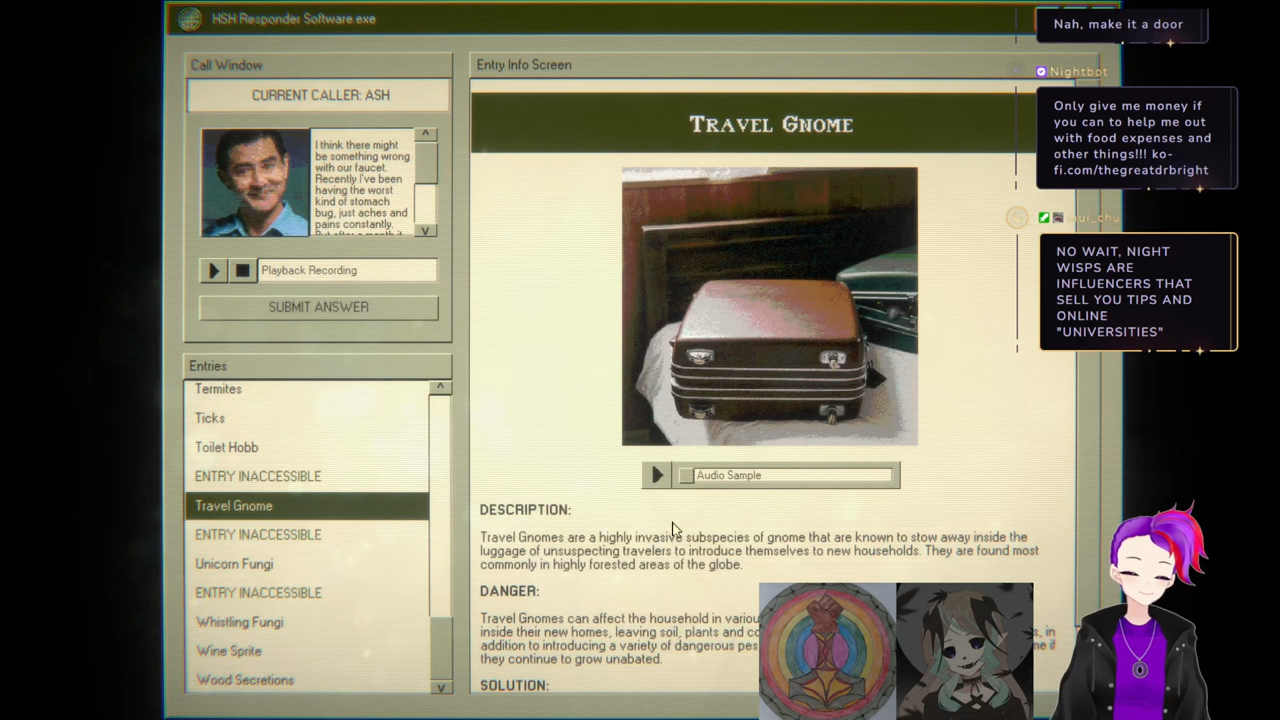 HSH Responder Software.exe
Call Window
CURRENT CALLER: ASH
I think there might
be something wrong
with our faucet.
Recently I've been
having the worst
kind of stomach
bug, just aches and
pains constantly.
But after a month it
Playback Recording
SUBMIT ANSWER
Entries
Termites
Ticks
Toilet Hobb
ENTRY INACCESSIBLE
Travel Gnome
ENTRY INACCESSIBLE
Unicorn Fungi
ENTRY INACCESSIBLE
Whistling Fungi
Wine Sprite
Wood Secretions
Entry Info Screen
TRAVEL GNOME
Audio Sample
DESCRIPTION:
Travel Gnomes are a highly invasive subspecies of gnome that are known to stow away inside the
luggage of unsuspecting travelers to introduce themselves to new households. They are found most
commonly in highly forested areas of the globe.
DANGER:
Travel Gnomes can affect the household in
inside their new homes, leaving soil, plants and
s, in
addition to introducing a variety of dangerous
if
they continue to grow unabated.
SOLUTION:
Nah, make it a door
Nightbot
Only give me money if
you can to help me out
with food expenses and
other things!!! ko-
fi.com/thegreatdrbright
NO WAIT, NIGHT
WISPS ARE
INFLUENCERS THAT
SELL YOU TIPS AND
ONLINE
"UNIVERSITIES"